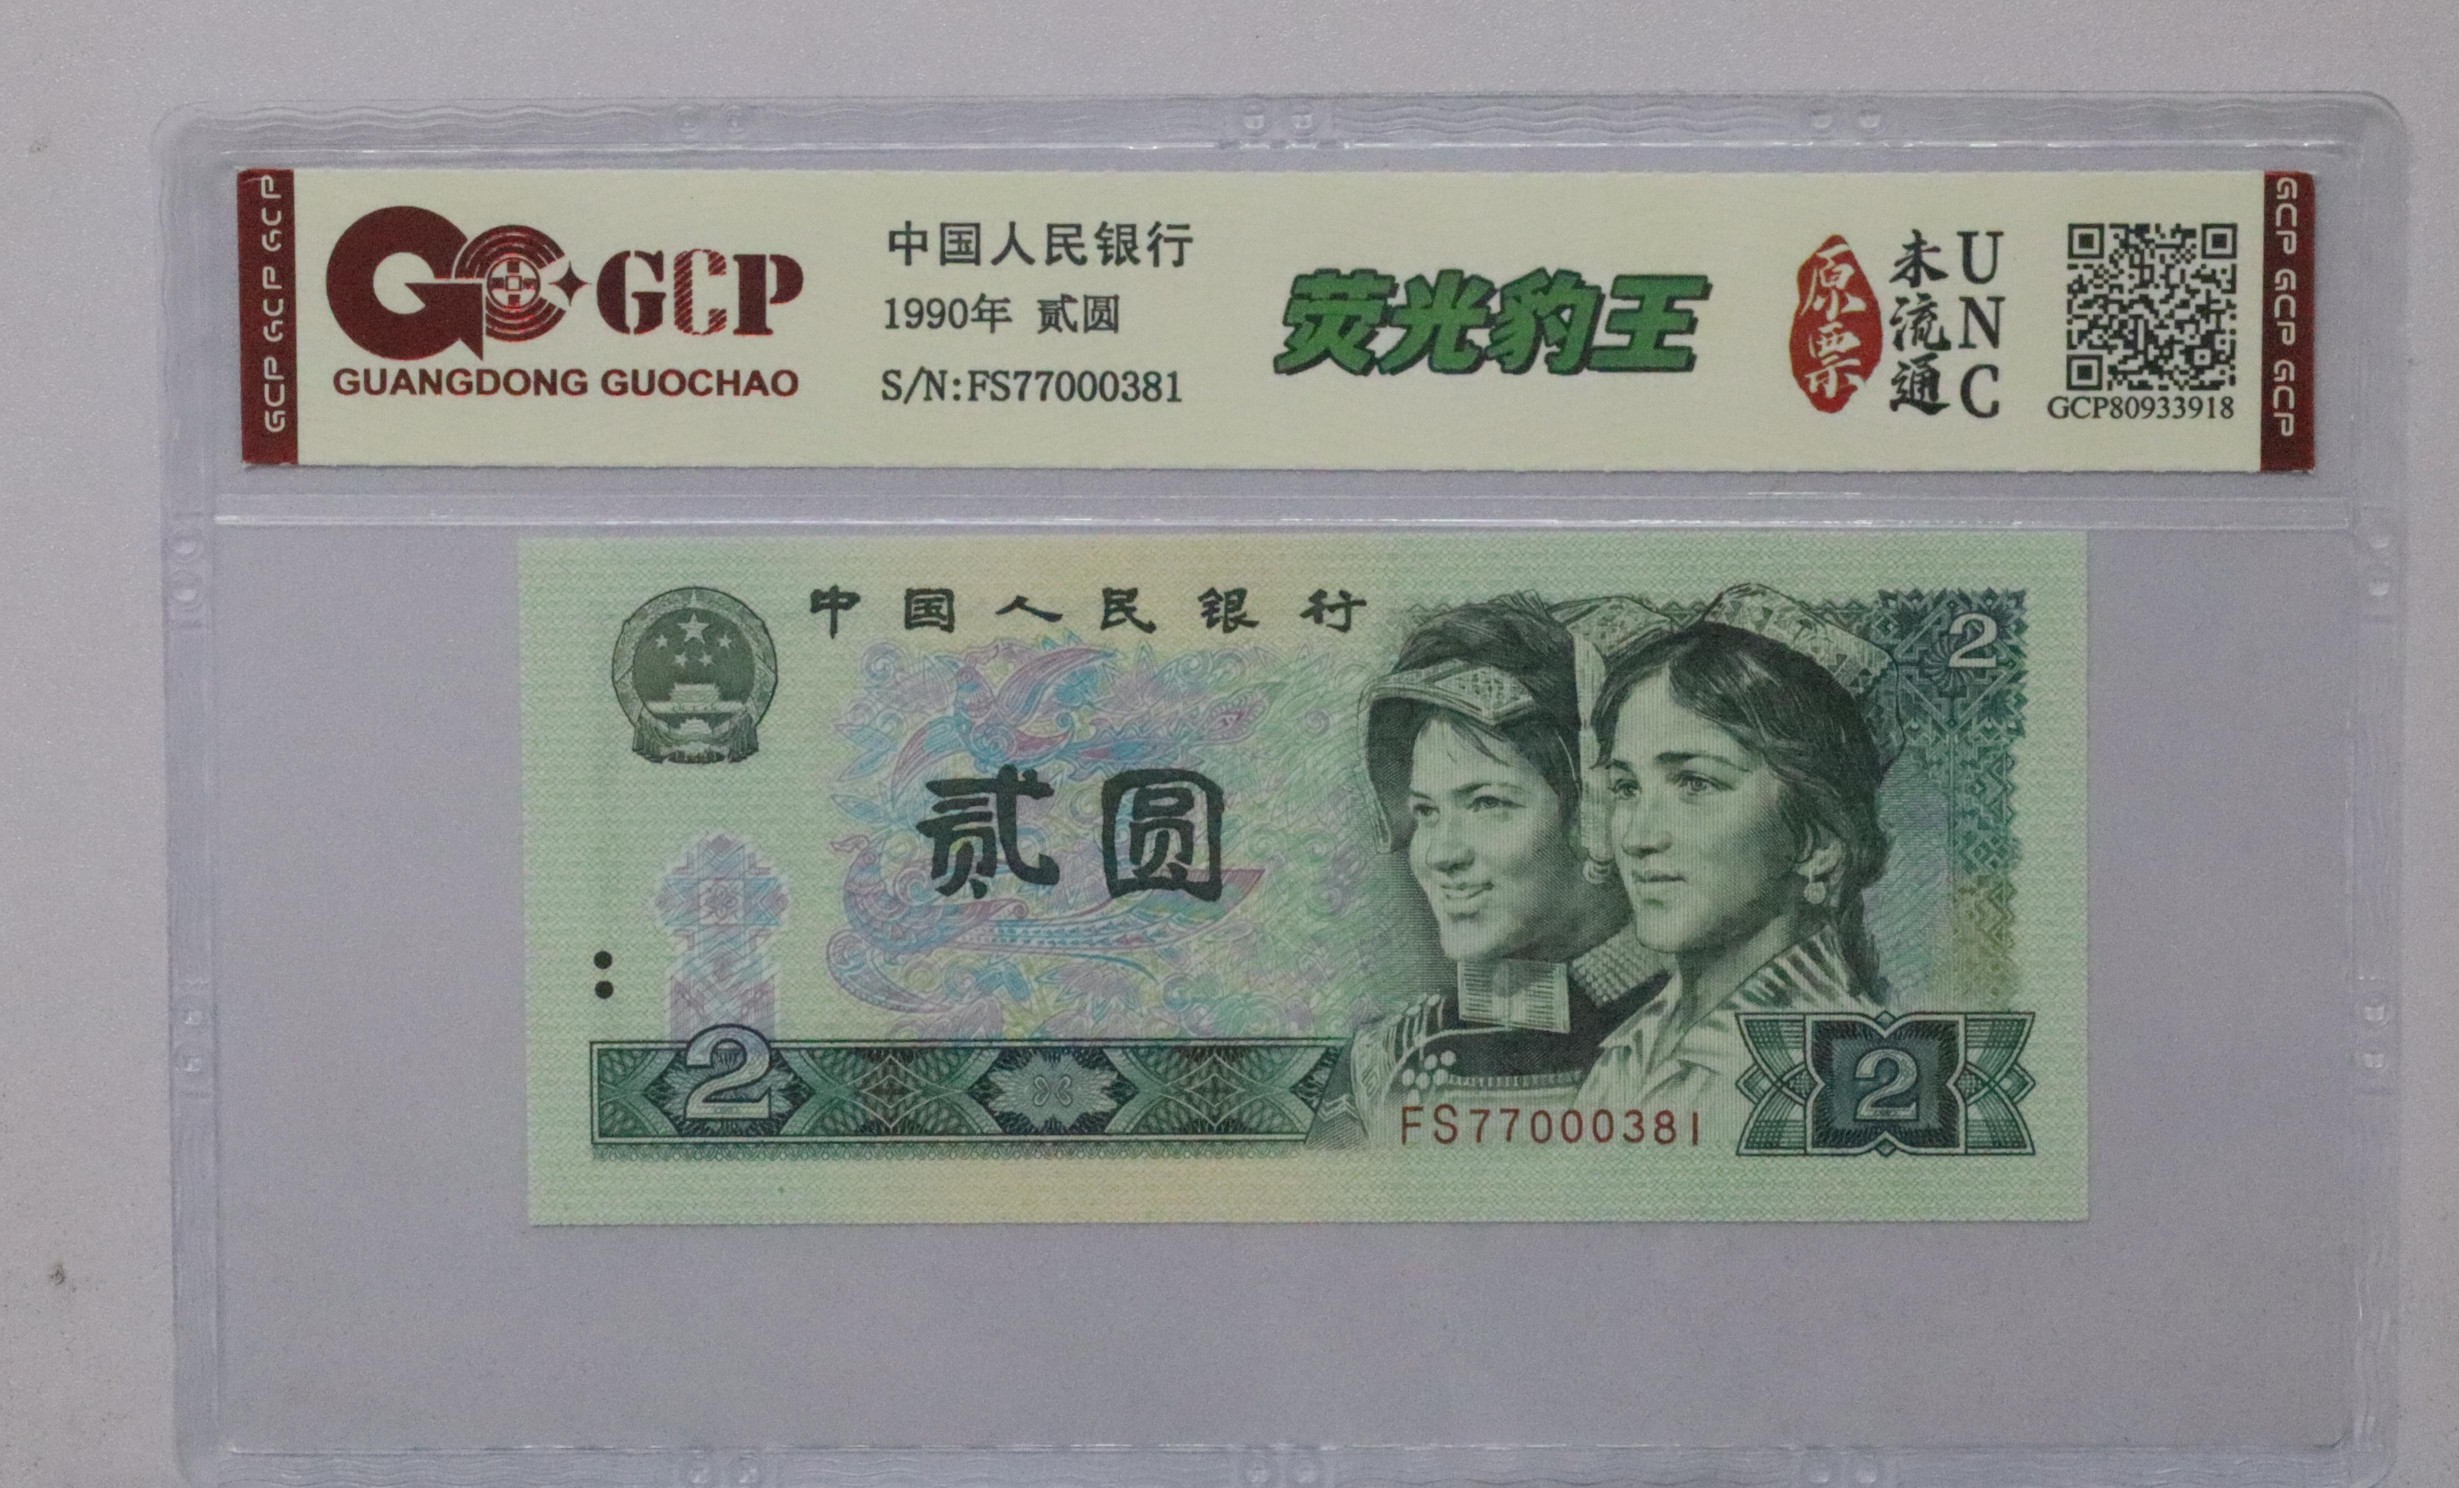 GCP GCP GCP
GCP
GUANGDONG GUOCHAO
中国人民银行
1990年 贰圆
S/N:FS77000381
荧光豹王
原票
未流通
UNC
GCP80933918
GCP GCP GCP
中国人民银行
2
贰圆
2
FS77000381
2